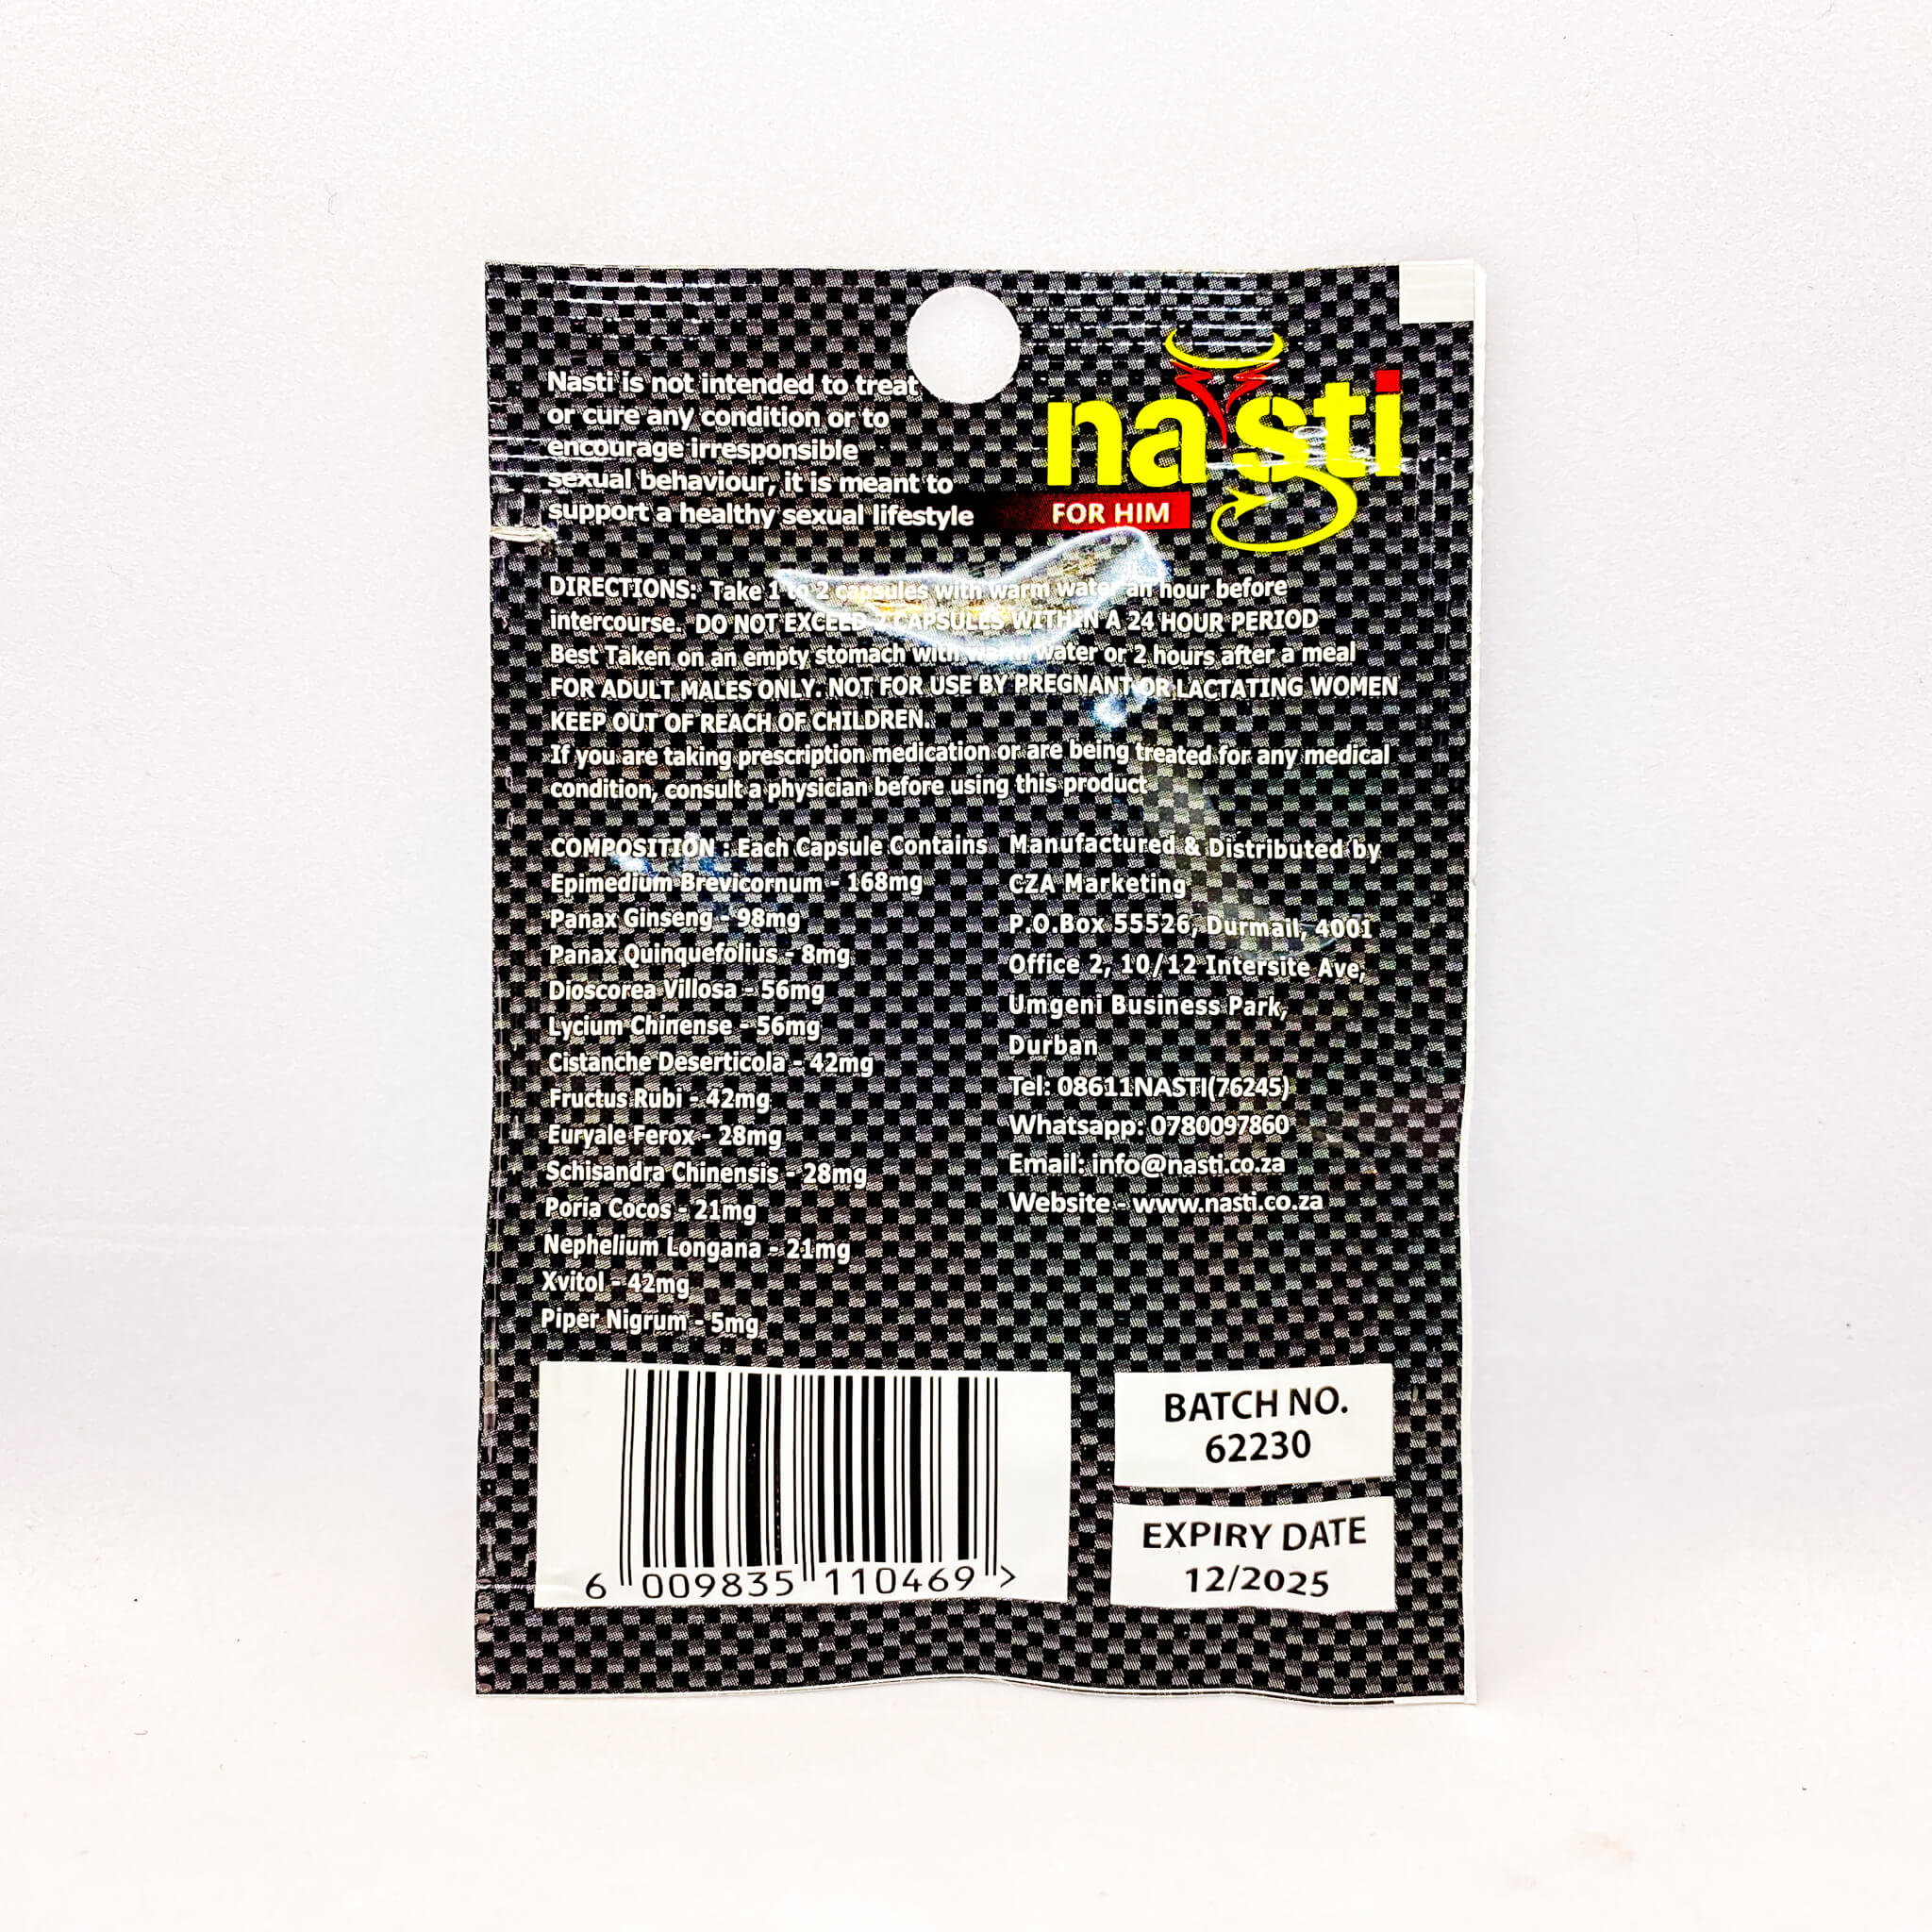 Nasti is not intended to treat
or cure any condition or to
encourage irresponsible
sexual behaviour, it is meant to
support a healthy sexual lifestyle
nasti
FOR HIM
DIRECTIONS: Take 1 to 2 capsules with warm water an hour before
intercourse. DO NOT EXCEED 2 CAPSULES WITHIN A 24 HOUR PERIOD
Best Taken on an empty stomach with warm water or 2 hours after a meal
FOR ADULT MALES ONLY. NOT FOR USE BY PREGNANT OR LACTATING WOMEN
KEEP OUT OF REACH OF CHILDREN.
If you are taking prescription medication or are being treated for any medical
condition, consult a physician before using this product
COMPOSITION : Each Capsule Contains
Epimedium Brevicornum - 168mg
Panax Ginseng - 98mg
Panax Quinquefolius - 8mg
Dioscorea Villosa - 56mg
Lycium Chinense - 56mg
Cistanche Deserticola - 42mg
Fructus Rubi - 42mg
Euryale Ferox - 28mg
Schisandra Chinensis - 28mg
Poria Cocos - 21mg
Nephelium Longana - 21mg
Xvitol - 42mg
Piper Nigrum - 5mg
Manufactured & Distributed by
CZA Marketing
P.O.Box 55526, Durmail, 4001
Office 2, 10/12 Intersite Ave,
Umgeni Business Park,
Durban
Tel: 08611NASTI(76245)
Whatsapp: 0780097860
Email: info@nasti.co.za
Website - www.nasti.co.za
6 009835 110469 >
BATCH NO.
62230
EXPIRY DATE
12/2025